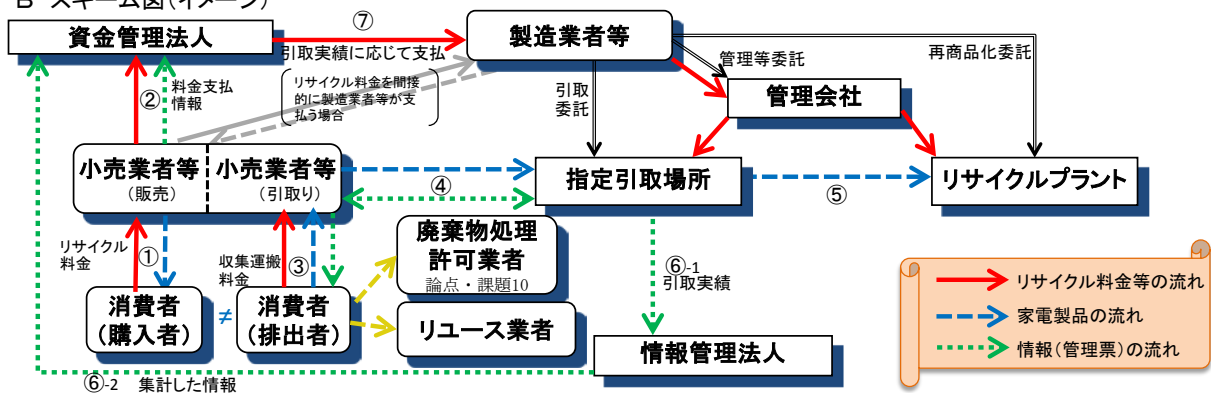 B スキーム図(イメージ)
資金管理法人
⑦
引取実績に応じて支払
製造業者等
リサイクル料金を間接
的に製造業者等が支
払う場合
②
料金支払
情報
引取
委託
管理等委託
再商品化委託
管理会社
小売業者等
(販売)
小売業者等
(引取り)
④
指定引取場所
⑤
リサイクルプラント
リサイクル
料金
①
収集運搬
料金
③
廃棄物処理
許可業者
論点・課題10
⑥-1
引取実績
消費者
(購入者)
≠
消費者
(排出者)
リユース業者
情報管理法人
⑥-2 集計した情報
リサイクル料金等の流れ
家電製品の流れ
情報(管理票)の流れ